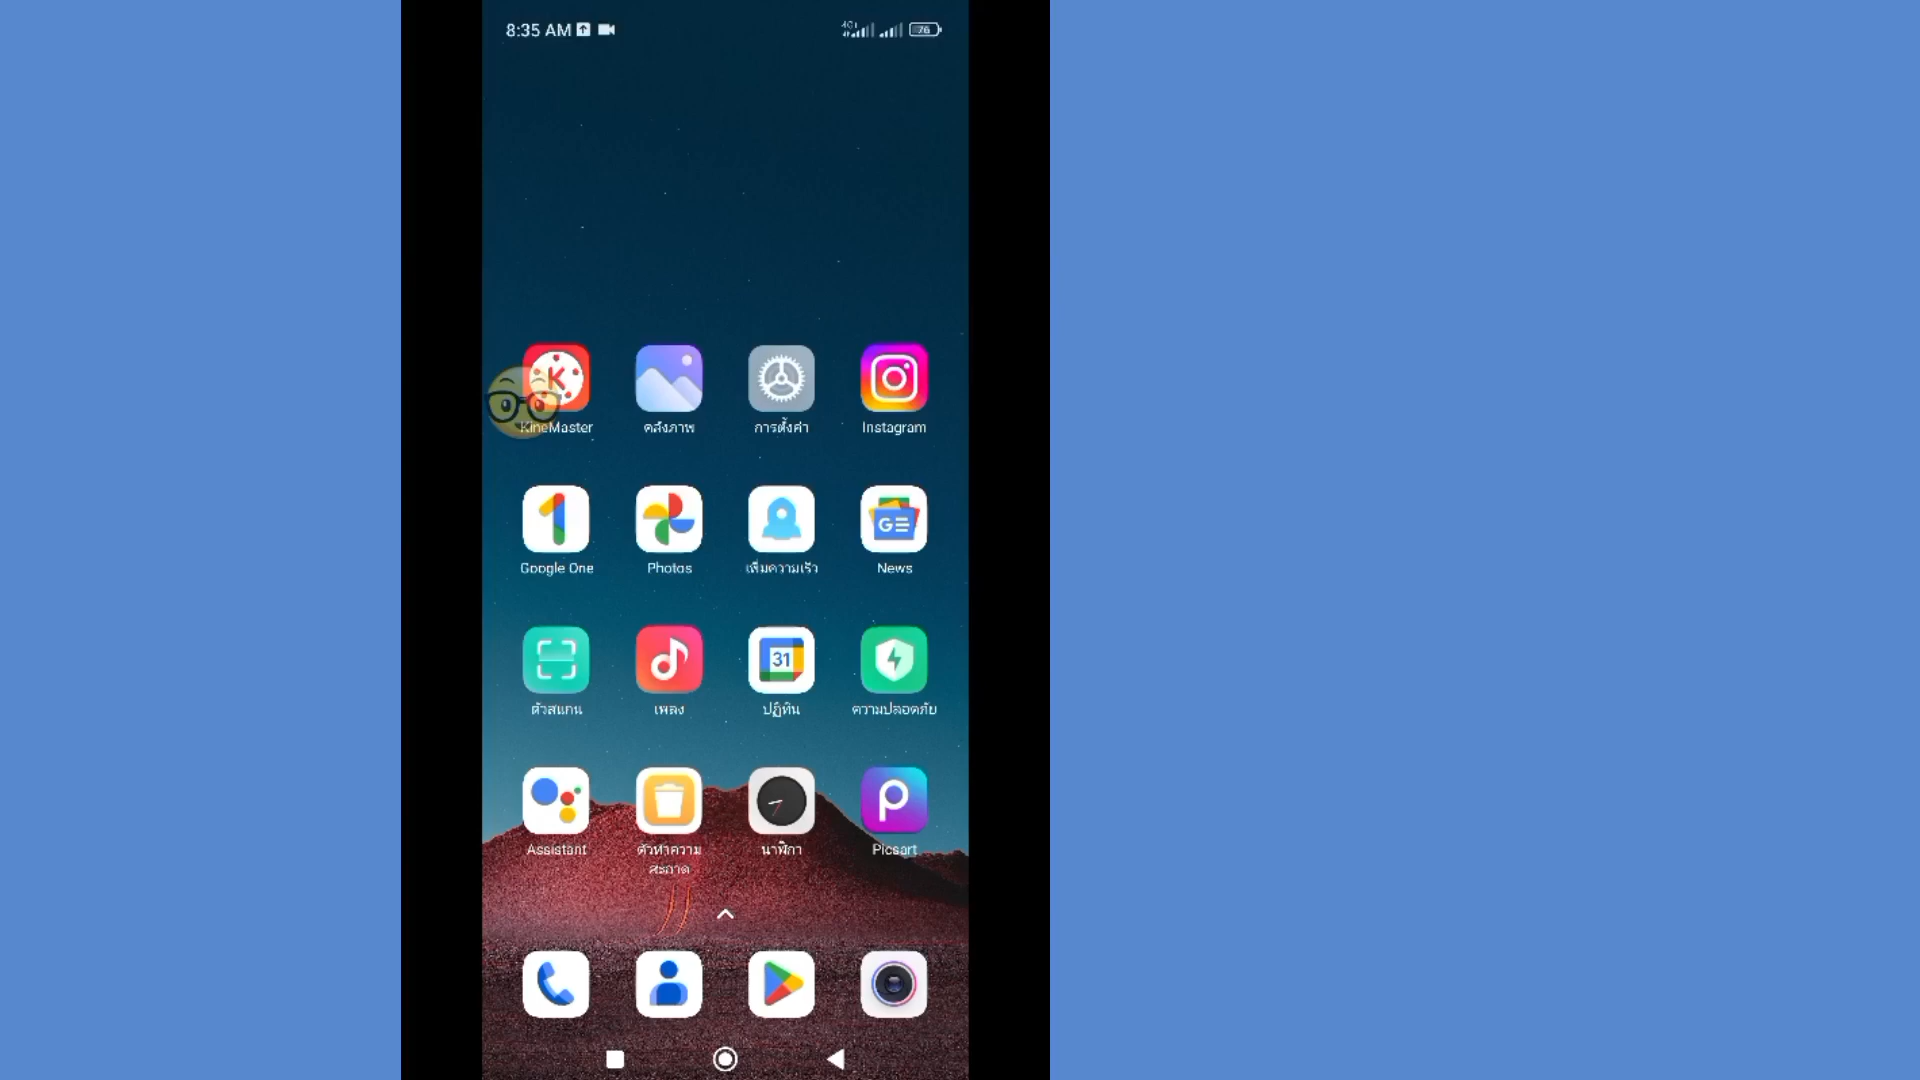 8:35 AM
4G+
76
KineMaster
คลังภาพ
การตั้งค่า
Instagram
Google One
Photos
เพิ่มความเร็ว
News
31
ตัวสแกน
เพลง
ปฏิทิน
ความปลอดภัย
Assistant
ตัวทำความ
สะอาด
นาฬิกา
Picsart